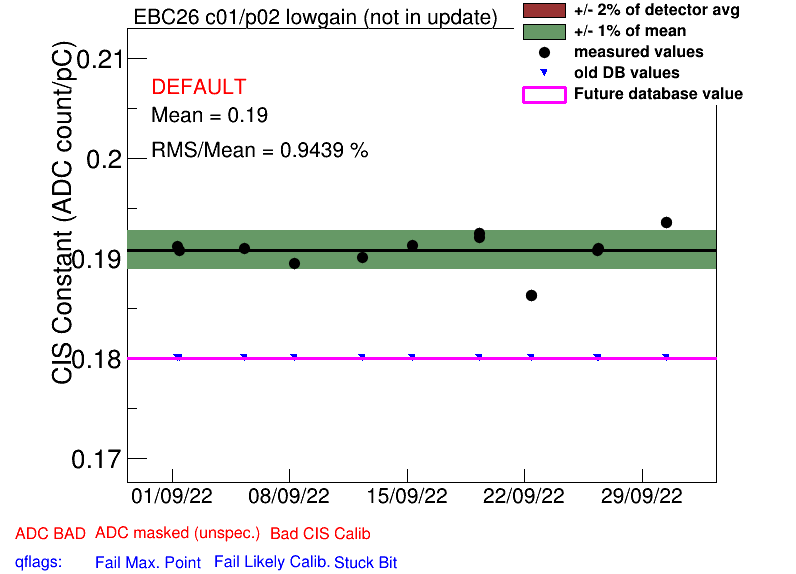 EBC26 c01/p02 lowgain (not in update)
+/- 2% of detector avg
+/- 1% of mean
measured values
old DB values
Future database value
DEFAULT
Mean = 0.19
RMS/Mean = 0.9439 %
CIS Constant (ADC count/pC)
0.21
0.2
0.19
0.18
0.17
01/09/22 08/09/22 15/09/22 22/09/22 29/09/22
ADC BAD ADC masked (unspec.) Bad CIS Calib
qflags: Fail Max. Point Fail Likely Calib. Stuck Bit